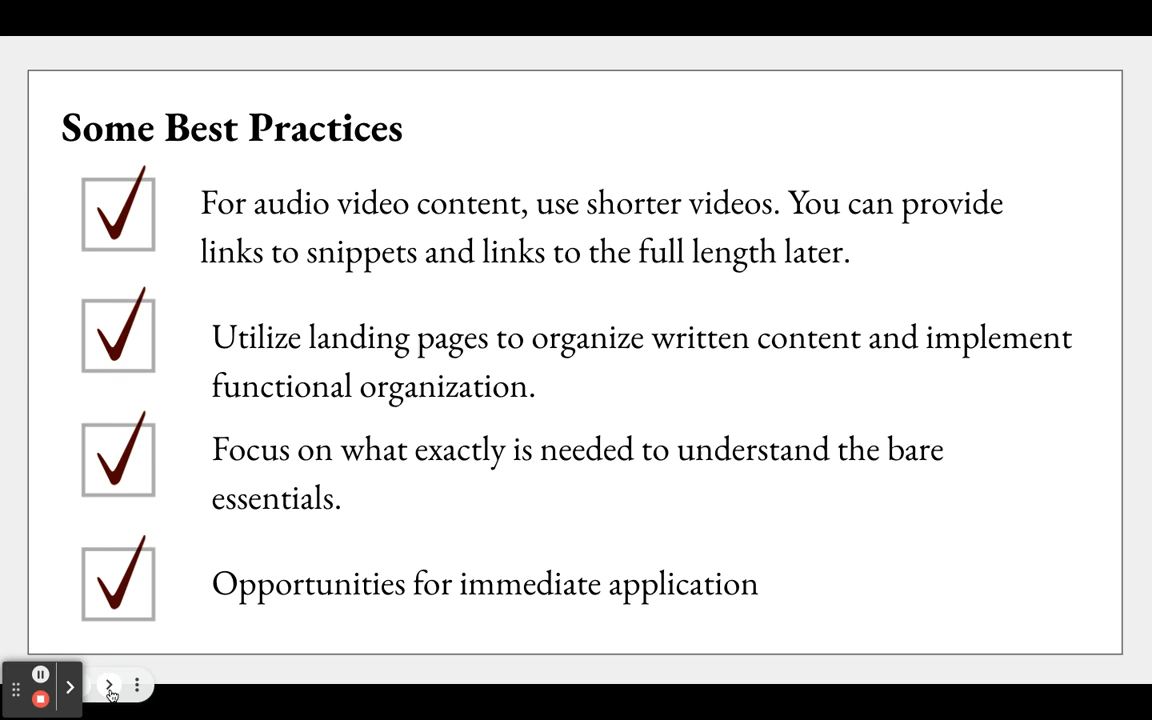 Some Best Practices
For audio video content, use shorter videos. You can provide
links to snippets and links to the full length later.
Utilize landing pages to organize written content and implement
functional organization.
Focus on what exactly is needed to understand the bare
essentials.
Opportunities for immediate application